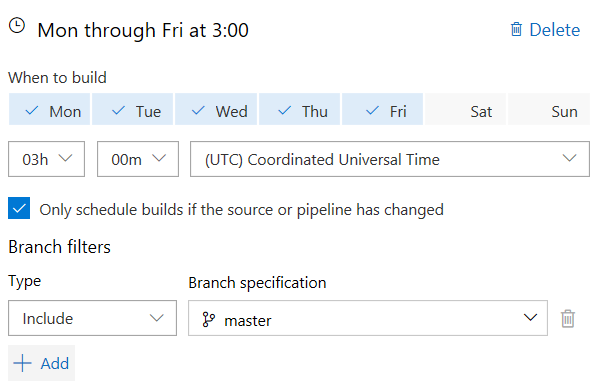 Mon through Fri at 3:00 Delete
When to build
Mon Tue Wed Thu Fri Sat Sun
03h 00m (UTC) Coordinated Universal Time
Only schedule builds if the source or pipeline has changed
Branch filters
Type Branch specification
Include master
Add